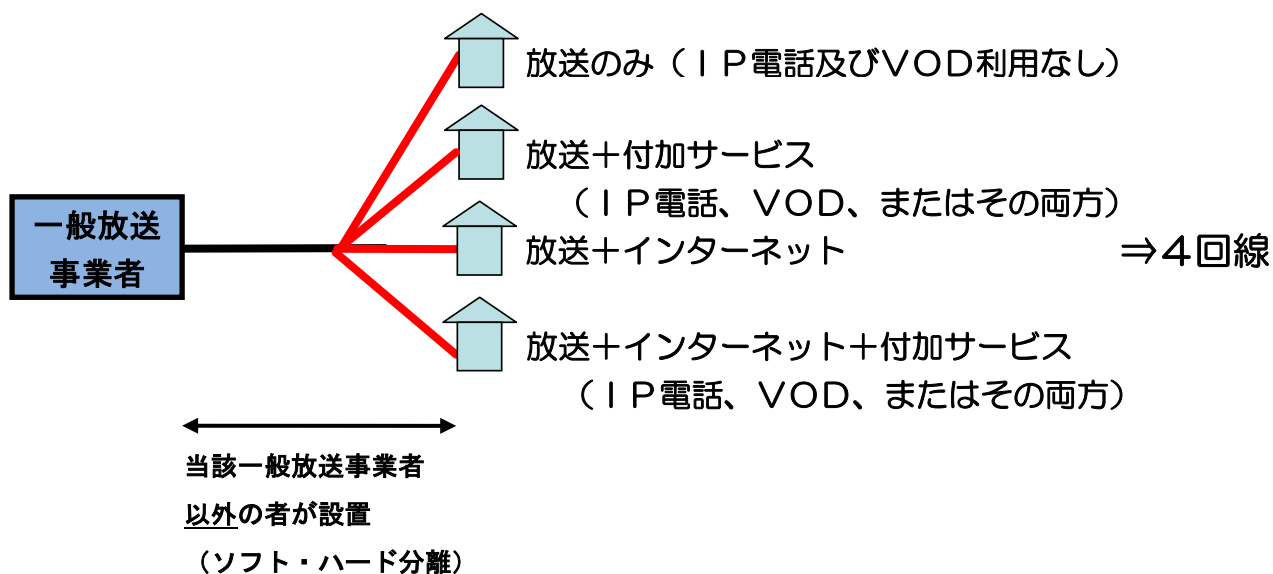 放送のみ（ＩＰ電話及びＶＯＤ利用なし）
放送＋付加サービス
（ＩＰ電話、ＶＯＤ、またはその両方）
一般放送
事業者
放送＋インターネット
⇒４回線
放送＋インターネット＋付加サービス
（ＩＰ電話、ＶＯＤ、またはその両方）
当該一般放送事業者
以外の者が設置
（ソフト・ハード分離）